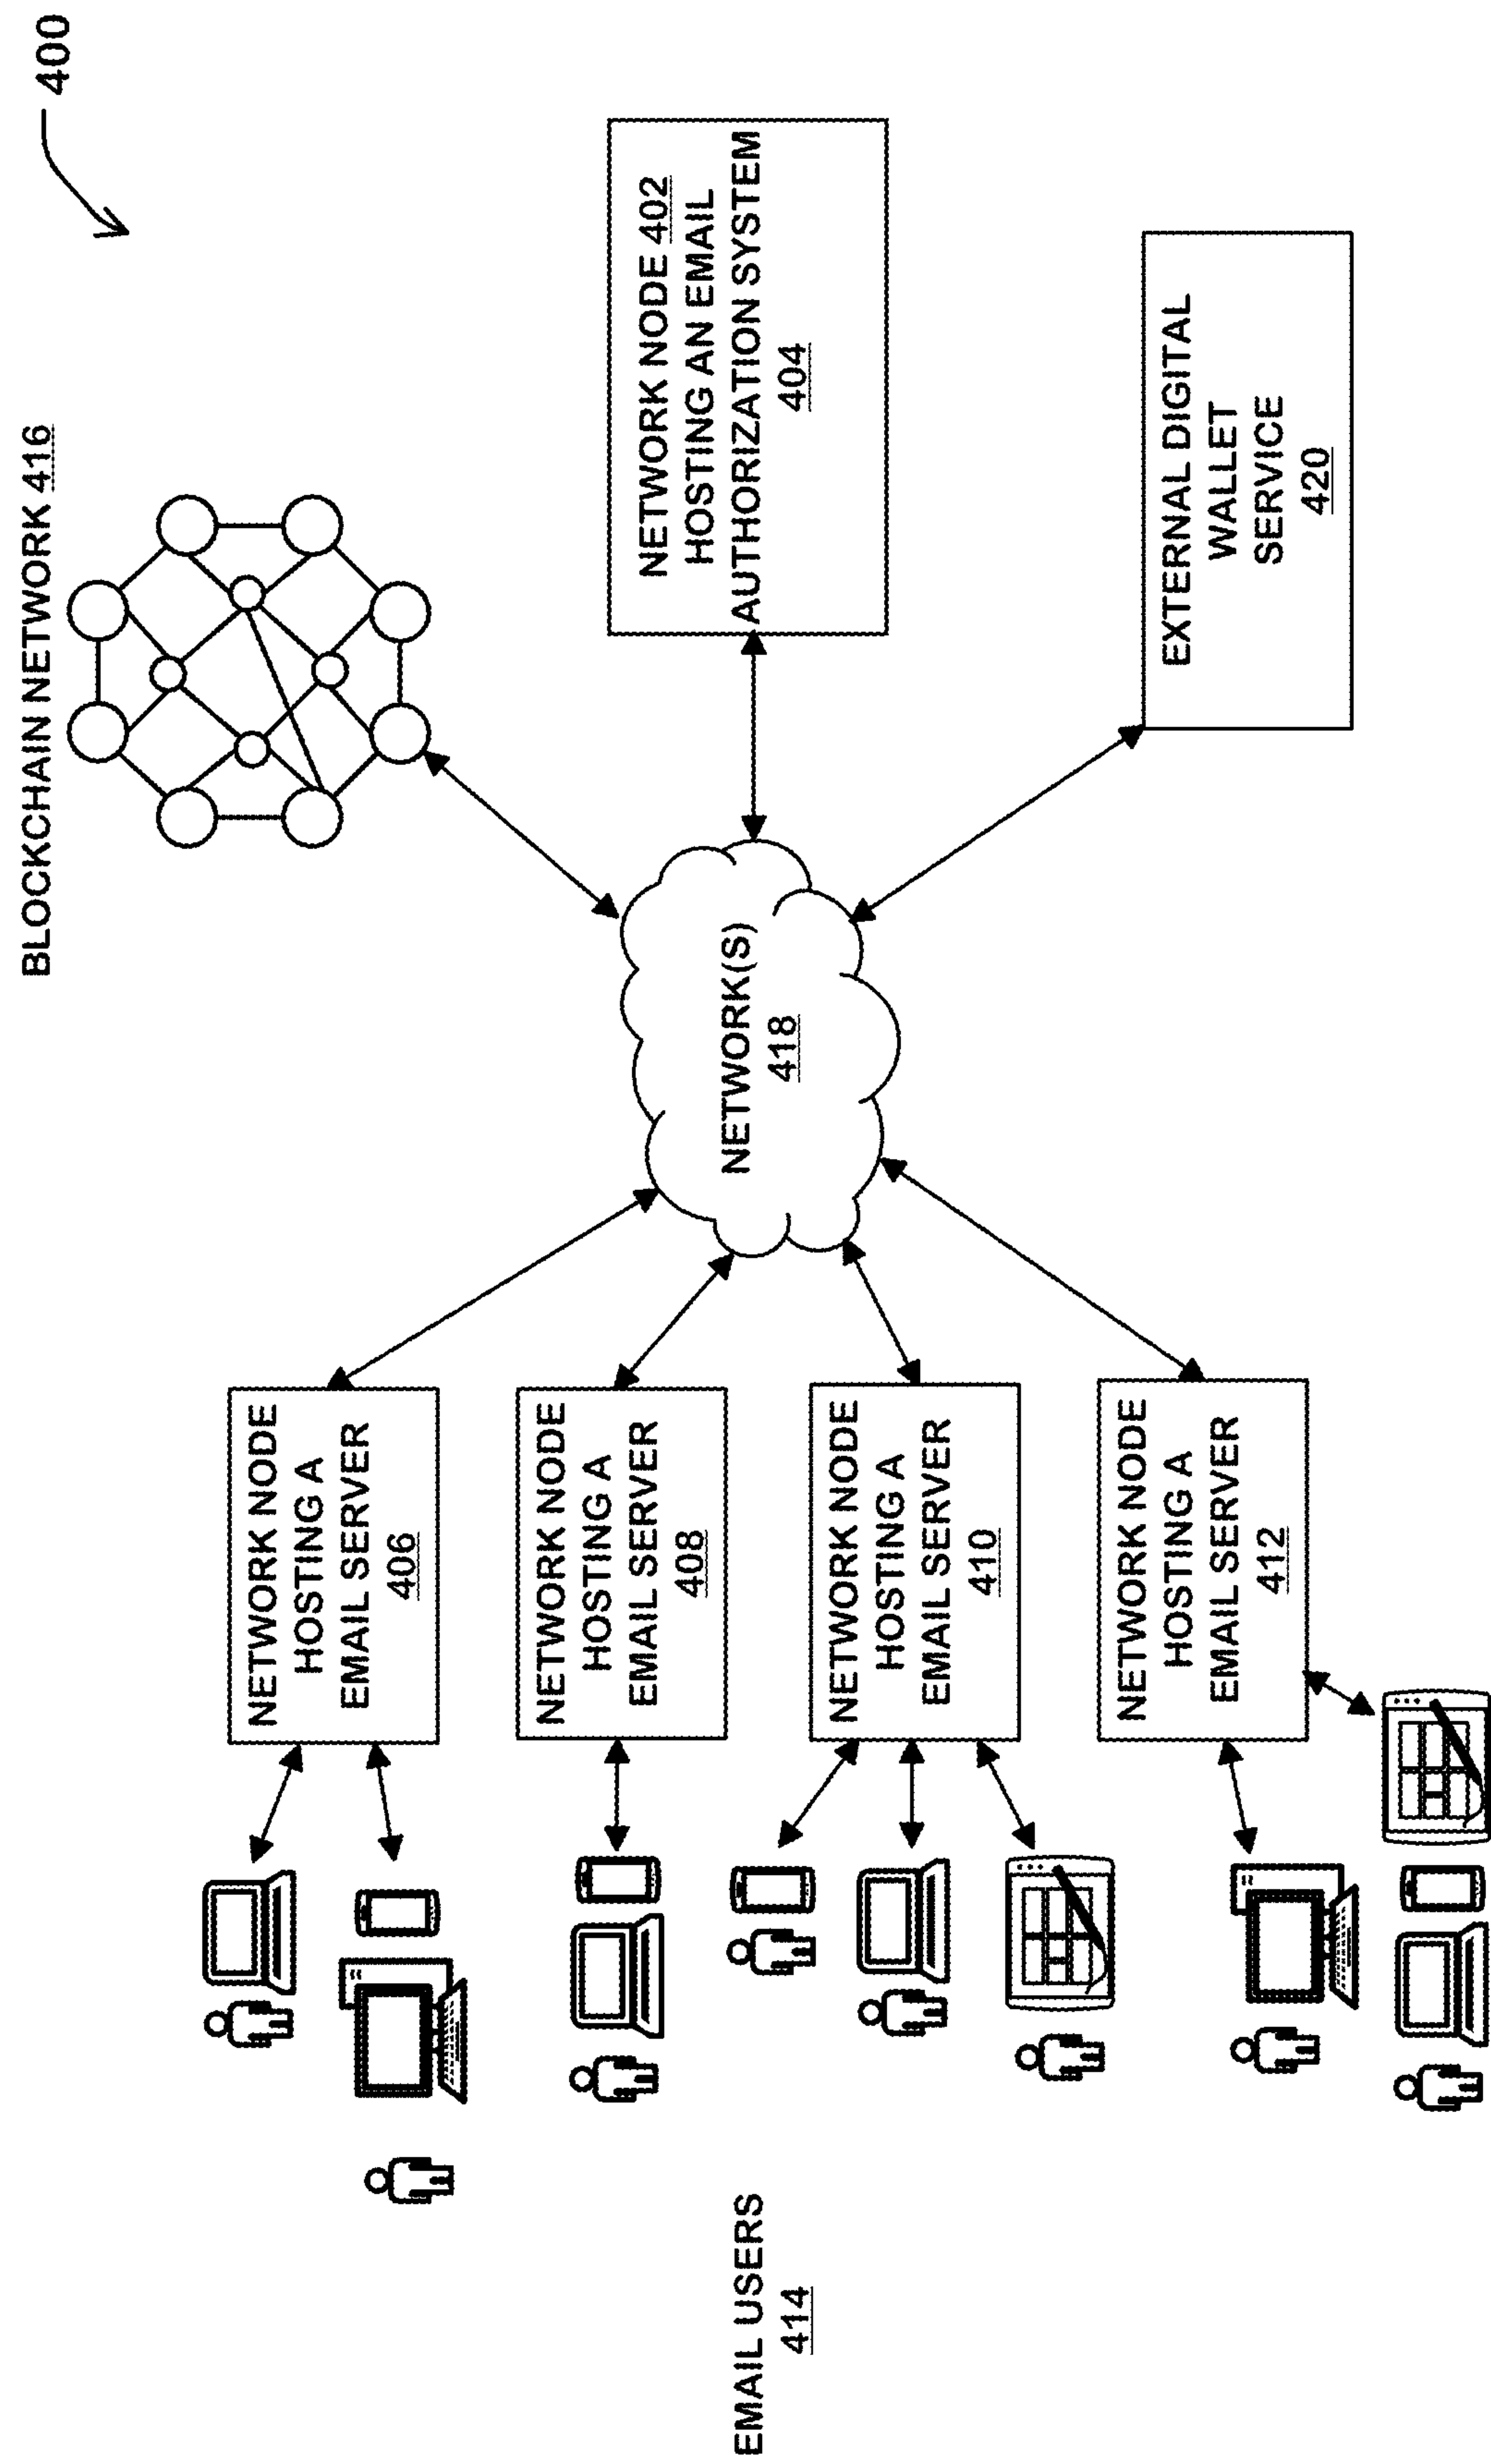 400
BLOCKCHAIN NETWORK 416
NETWORK NODE 402
HOSTING AN EMAIL
AUTHORIZATION SYSTEM
404
EXTERNAL DIGITAL
WALLET
SERVICE
420
NETWORK(S)
418
NETWORK NODE
HOSTING A
EMAIL SERVER
406
NETWORK NODE
HOSTING A
EMAIL SERVER
408
NETWORK NODE
HOSTING A
EMAIL SERVER
410
NETWORK NODE
HOSTING A
EMAIL SERVER
412
EMAIL USERS
414